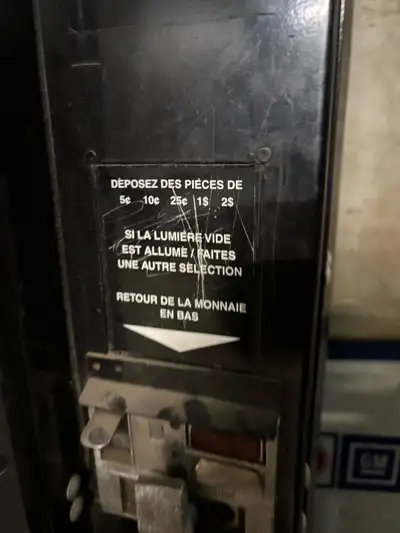 DÉPOSEZ DES PIÈCES DE
5¢ 10¢ 25¢ 1$ 2$
SI LA LUMIÈRE VIDE
EST ALLUMÉ / FAITES
UNE AUTRE SÉLECTION
RETOUR DE LA MONNAIE
EN BAS
GM